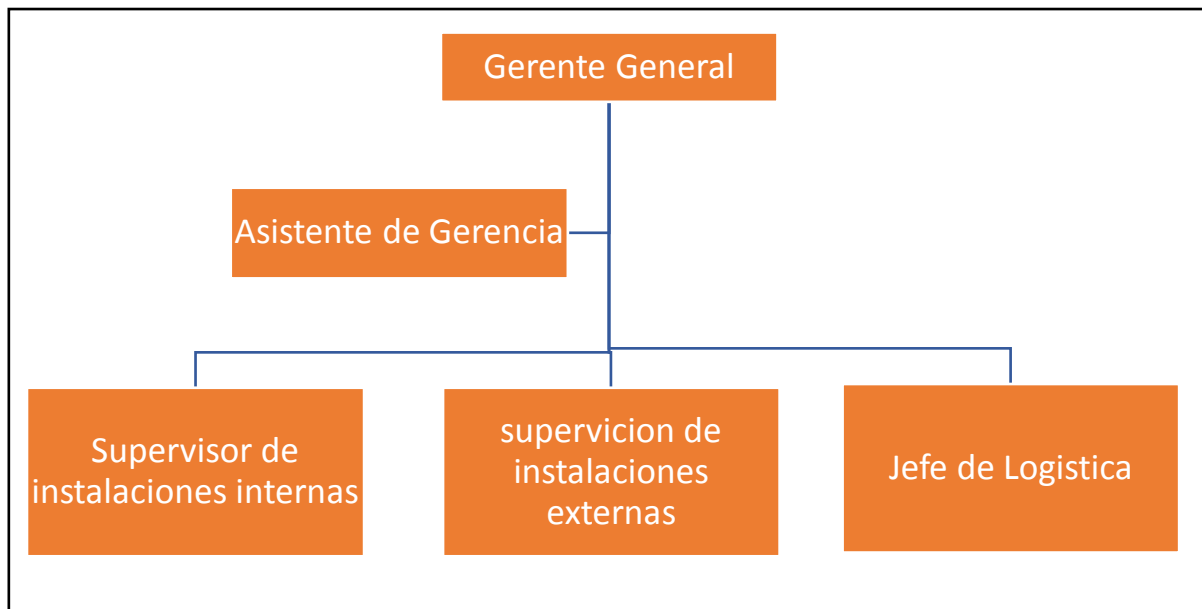 Gerente General
Asistente de Gerencia
Supervisor de
instalaciones internas
supervicion de
instalaciones
externas
Jefe de Logistica